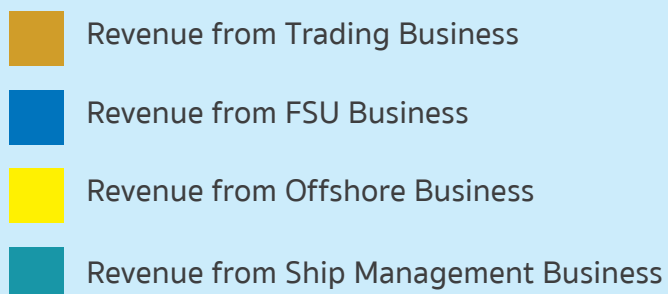 Revenue from Trading Business
Revenue from FSU Business
Revenue from Offshore Business
Revenue from Ship Management Business